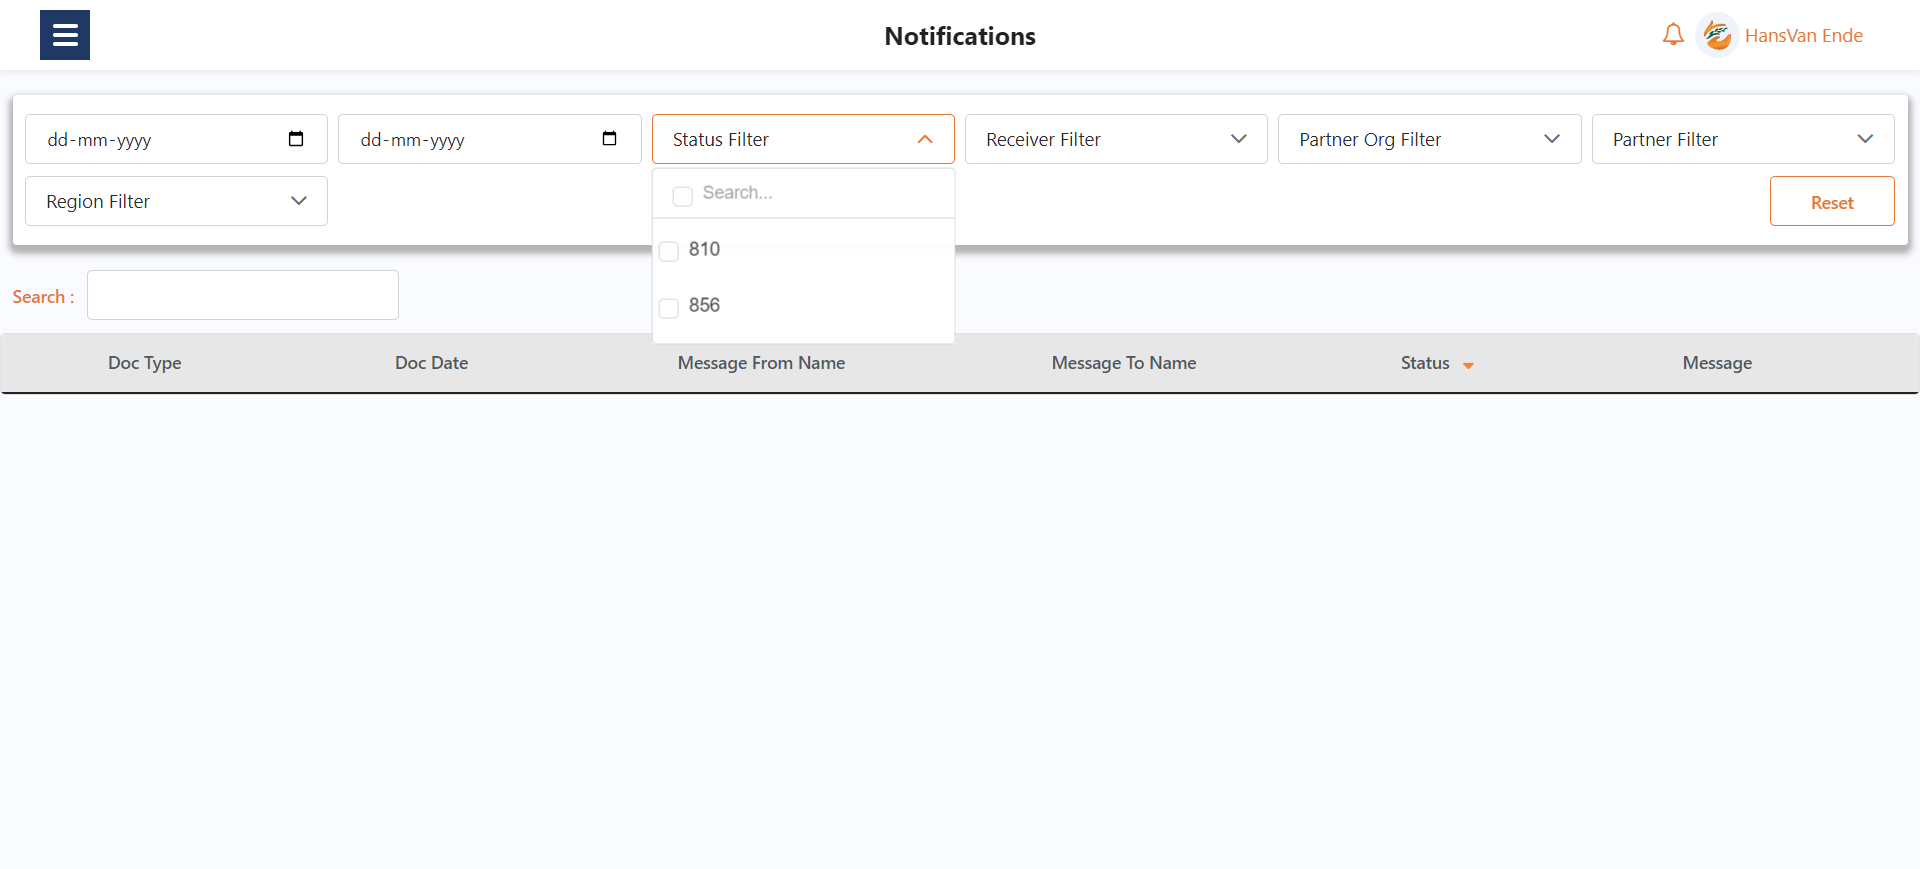 Notifications
HansVan Ende
dd-mm-yyyy
dd-mm-yyyy
Status Filter
Receiver Filter
Partner Org Filter
Partner Filter
Region Filter
Search...
Reset
810
856
Search :
Doc Type
Doc Date
Message From Name
Message To Name
Status
Message